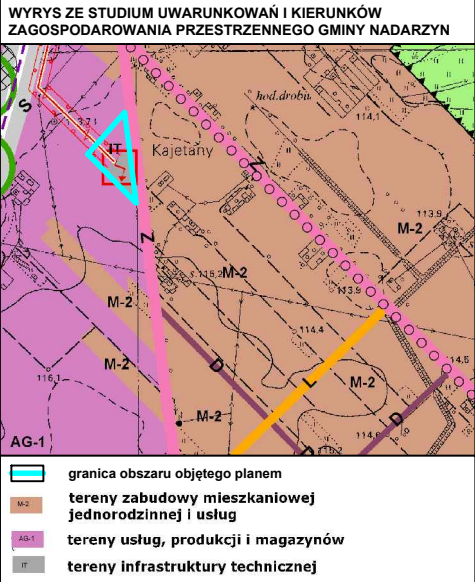 WYRYS ZE STUDIUM UWARUNKOWAŃ I KIERUNKÓW
ZAGOSPODAROWANIA PRZESTRZENNEGO GMINY NADARZYN
S
hod.drobiu
114.1
IT
Kajetany
Z
113.9
M-2
Z
115.2
M-2
113.9
M-2
114.4
114.5
M-2
D
L
M-2
116.1
M-2
D
AG-1
D
granica obszaru objętego planem
M-2
tereny zabudowy mieszkaniowej
jednorodzinnej i usług
AG-1
tereny usług, produkcji i magazynów
IT
tereny infrastruktury technicznej